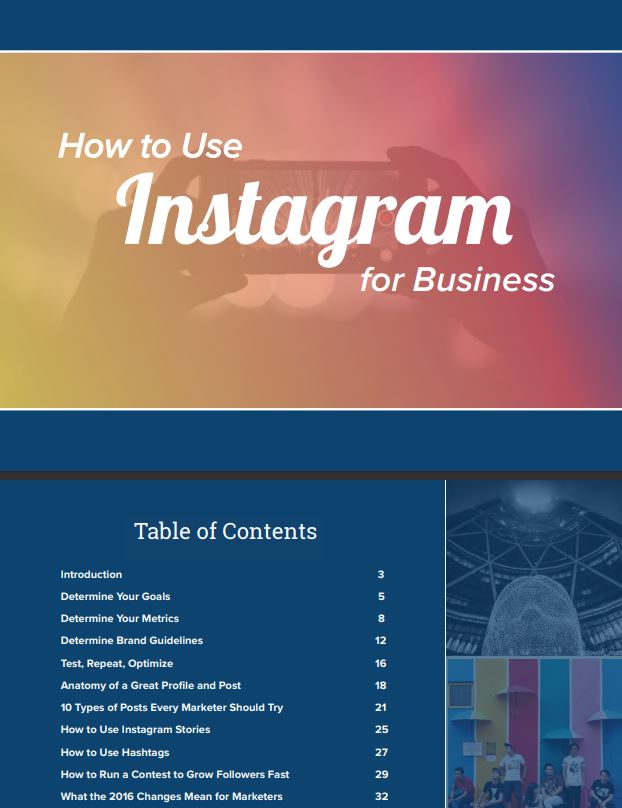 How to Use
Instagram
for Business
Table of Contents
Introduction 3
Determine Your Goals 5
Determine Your Metrics 8
Determine Brand Guidelines 12
Test, Repeat, Optimize 16
Anatomy of a Great Profile and Post 18
10 Types of Posts Every Marketer Should Try 21
How to Use Instagram Stories 25
How to Use Hashtags 27
How to Run a Contest to Grow Followers Fast 29
What the 2016 Changes Mean for Marketers 32